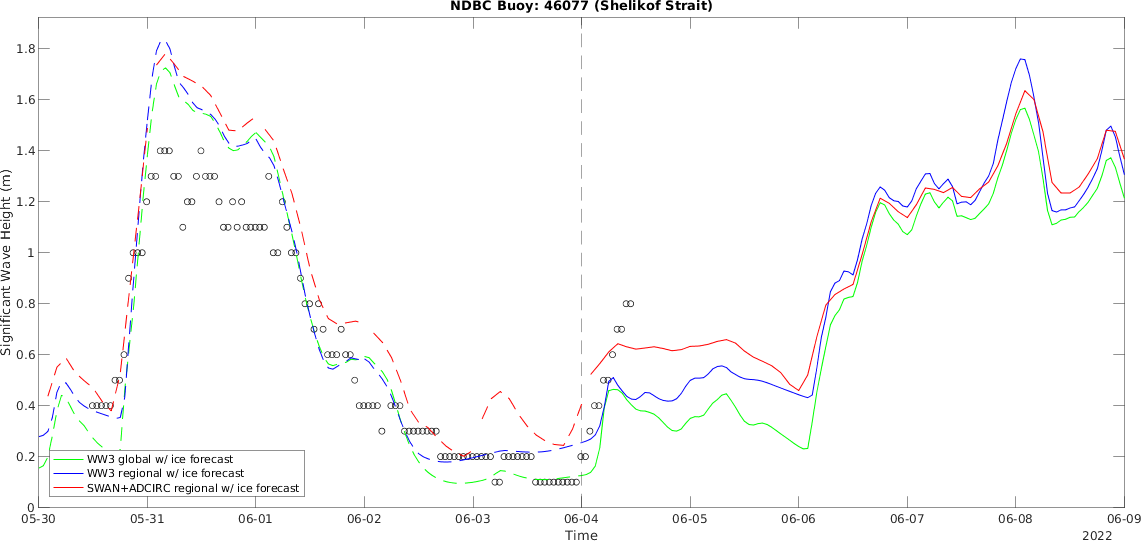 NDBC Buoy: 46077 (Shelikof Strait)
Significant Wave Height (m)
1.8
1.6
1.4
1.2
1
0.8
0.6
0.4
0.2
0
WW3 global w/ ice forecast
WW3 regional w/ ice forecast
SWAN+ADCIRC regional w/ ice forecast
05-30 05-31 06-01 06-02 06-03 06-04 06-05 06-06 06-07 06-08 06-09
Time
2022